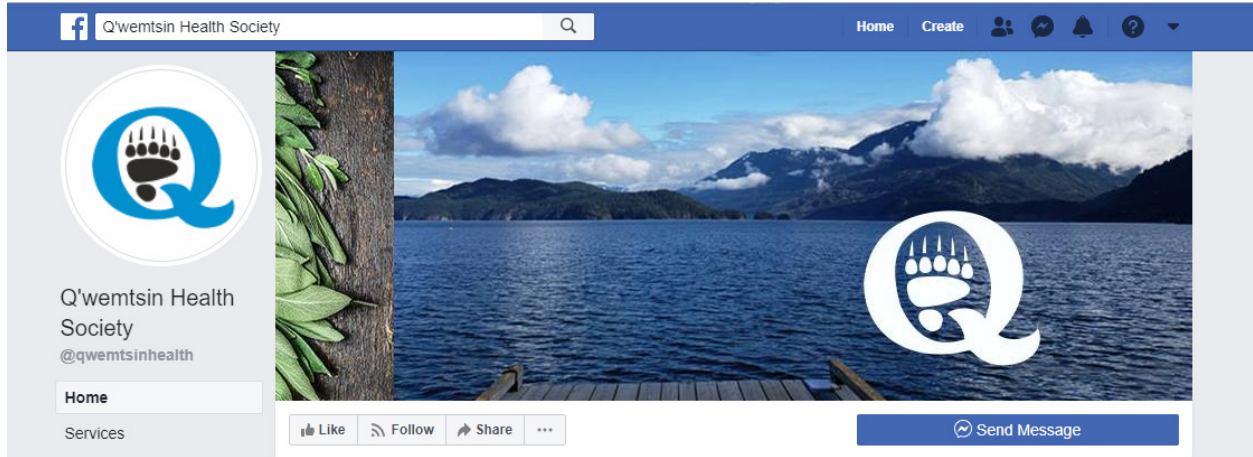 Q'wemtsin Health Society
Home Create
Q
Q
Q'wemtsin Health
Society
@qwemtsinhealth
Home
Services
Like Follow Share ...
Send Message